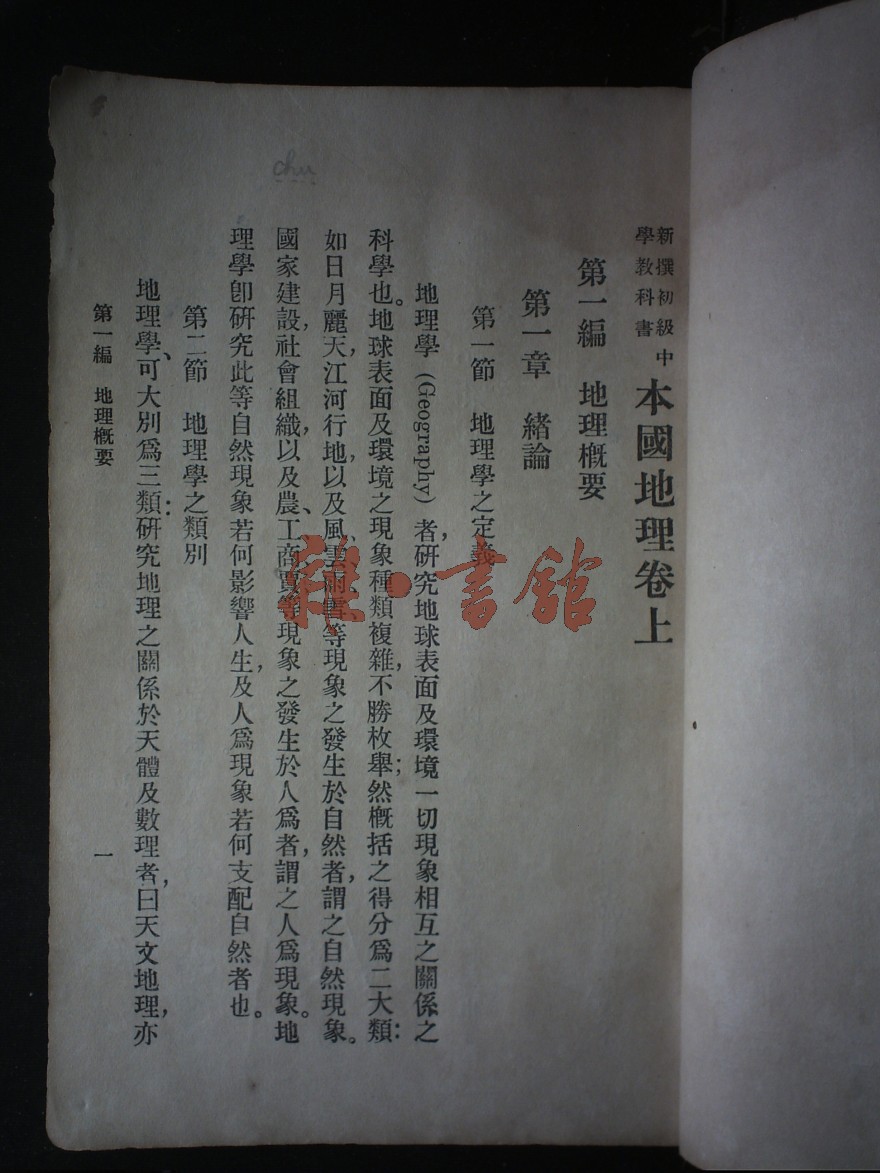 新撰初級中
學教科書
本國地理卷上
第一編　地理概要
第一章　緒論
第一節　地理學之定義
地理學(Geography)者,研究地球表面及環境一切現象相互之關係之
科學也。地球表面及環境之現象種類複雜,不勝枚舉;然概括之得分爲二大類:
如日月麗天,江河行地,以及風、雲、雨、雪等現象之發生於自然者,謂之自然現象。
國家建設,社會組織,以及農、工、商、賈等現象之發生於人爲者,謂之人爲現象。地
理學卽研究此等自然現象若何影響人生,及人爲現象若何支配自然者也。
第二節　地理學之類別
地理學,可大別爲三類:研究地理之關係於天體及數理者,曰天文地理,亦
第一編　地理概要
一
chu
雜·書館